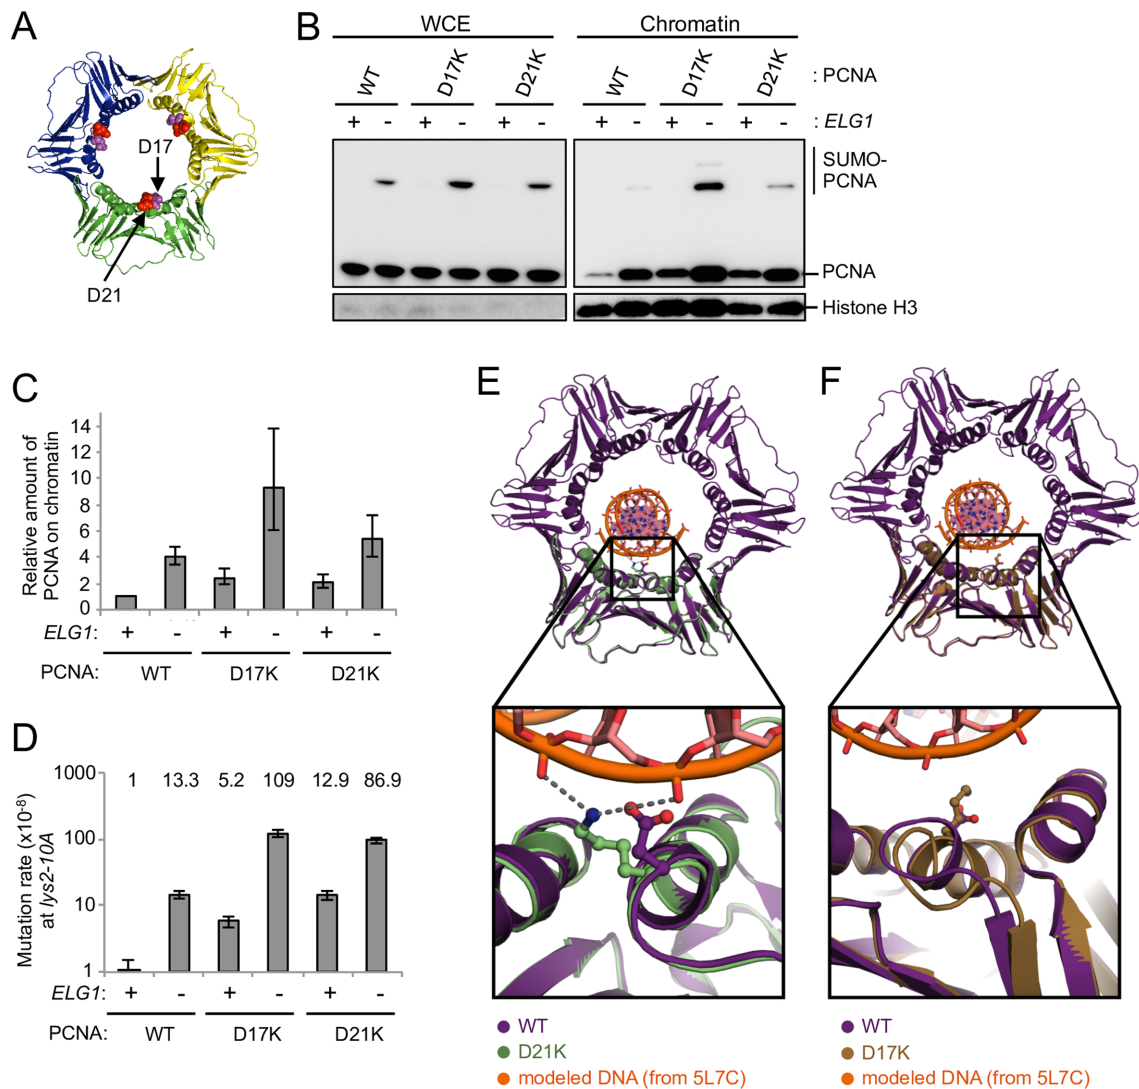 A
D17
D21
B
WCE
Chromatin
WT
D17K
D21K
WT
D17K
D21K
: PCNA
+ - + - + - + - + - + - : ELG1
SUMO-
PCNA
PCNA
Histone H3
C
Relative amount of
PCNA on chromatin
14
12
10
8
6
4
2
0
ELG1: + - + - + -
PCNA: WT D17K D21K
D
Mutation rate (x10-8)
at lys2-10A
1000
100
10
1
1 13.3 5.2 109 12.9 86.9
ELG1: + - + - + -
PCNA: WT D17K D21K
E
WT
D21K
modeled DNA (from 5L7C)
F
WT
D17K
modeled DNA (from 5L7C)